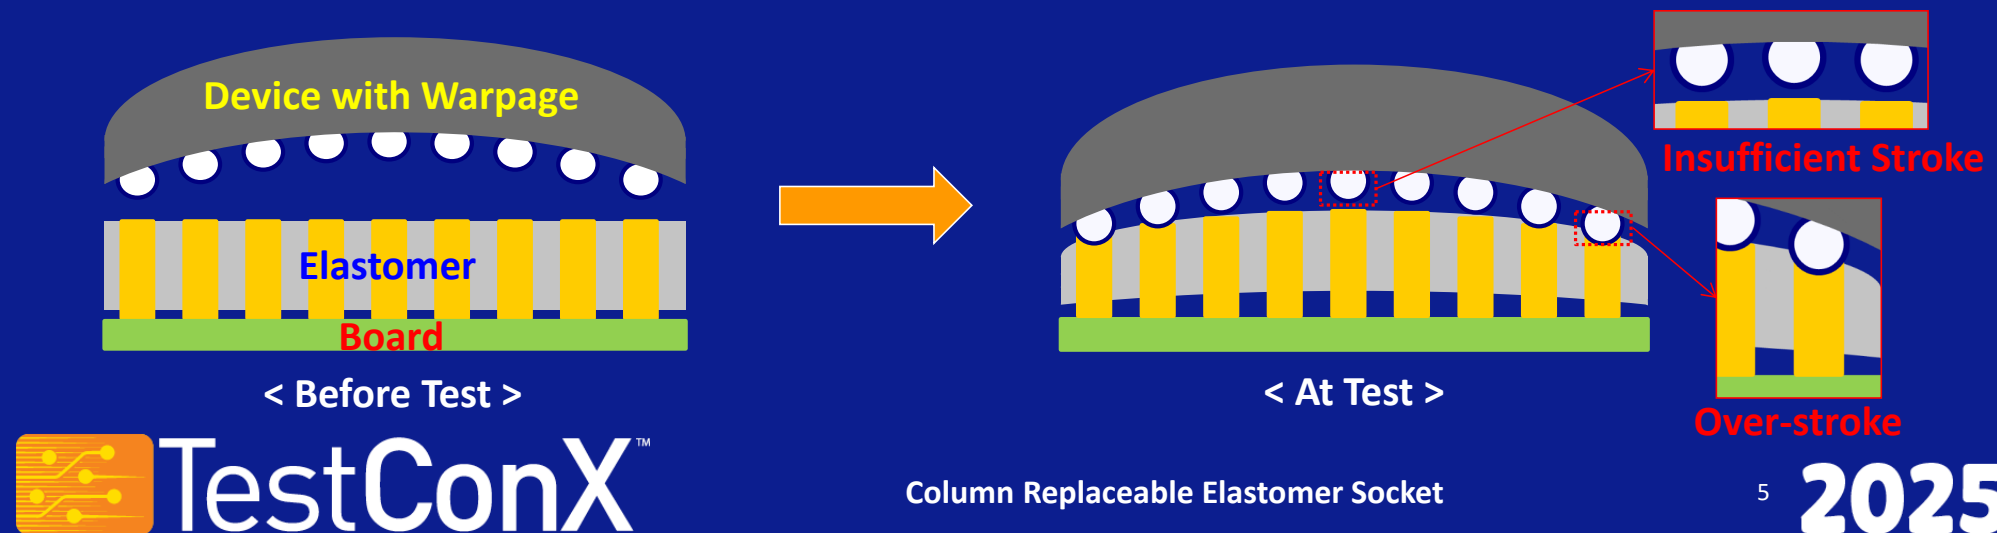 Device with Warpage
Elastomer
Board
< Before Test >
Insufficient Stroke
< At Test >
Over-stroke
TestConX™
Column Replaceable Elastomer Socket
5
2025